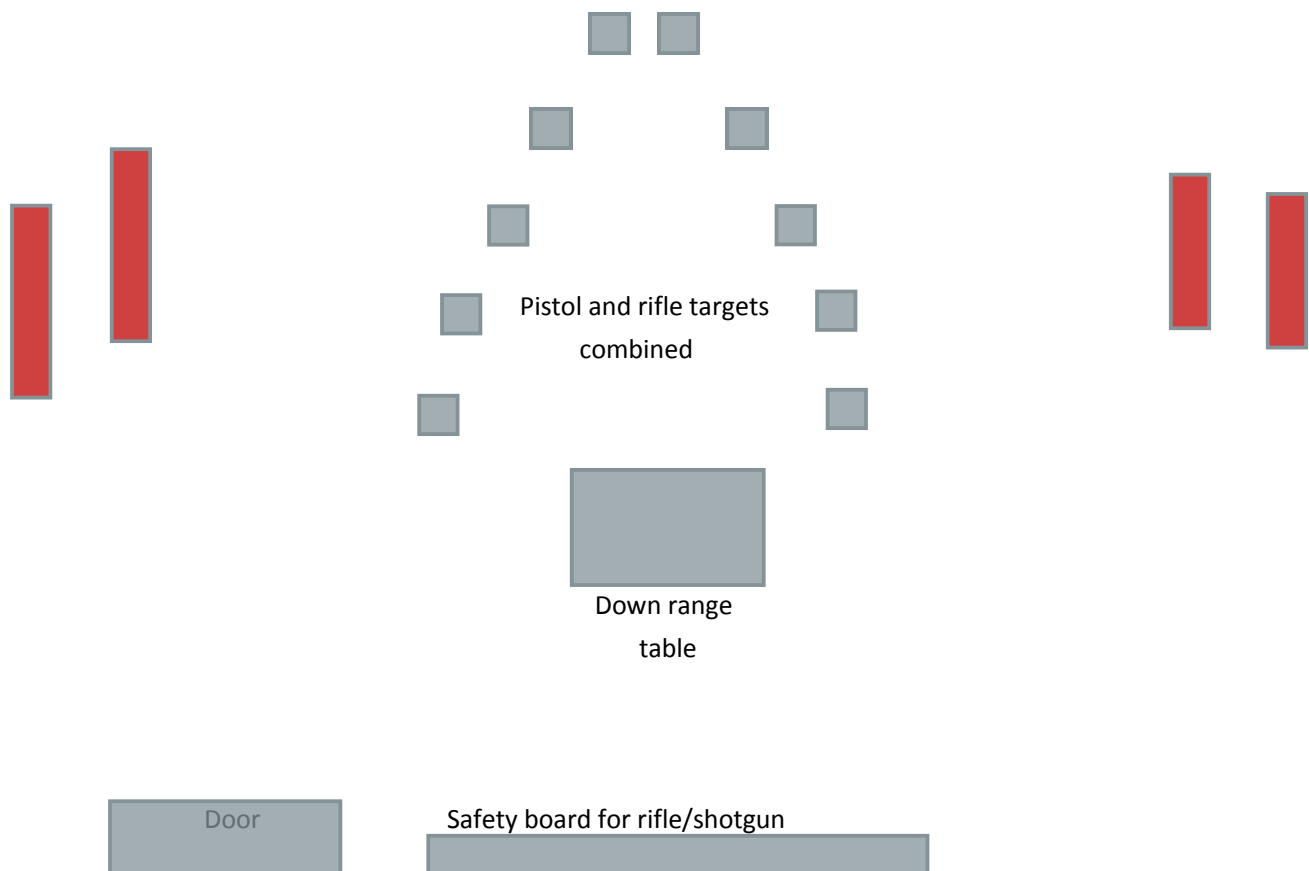 Pistol and rifle targets
combined
Down range
table
Door
Safety board for rifle/shotgun